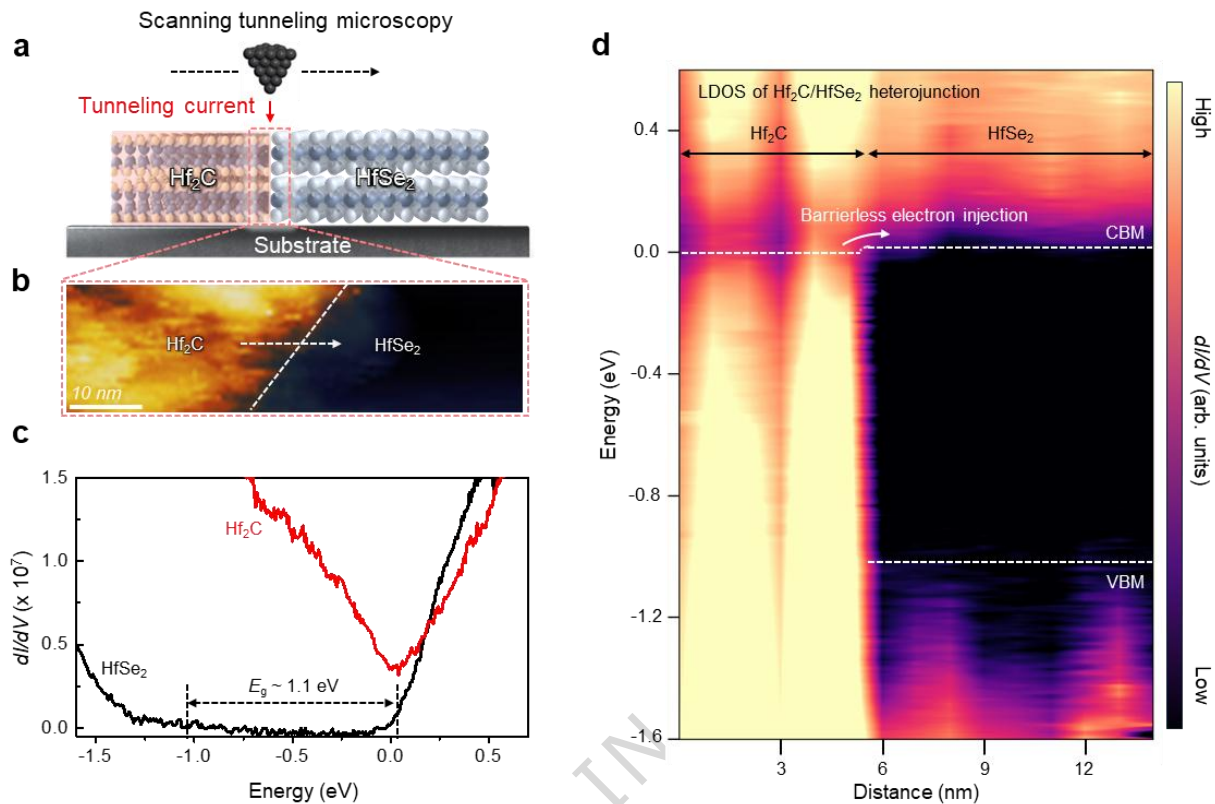 Scanning tunneling microscopy
a
Tunneling current
Hf₂C
HfSe₂
Substrate
b
Hf₂C
HfSe₂
10 nm
c
1.5
1.0
0.5
0.0
dI/dV (x 10⁷)
Hf₂C
HfSe₂
E_g ~ 1.1 eV
-1.5
-1.0
-0.5
0.0
0.5
Energy (eV)
d
LDOS of Hf₂C/HfSe₂ heterojunction
Hf₂C
HfSe₂
Barrierless electron injection
CBM
VBM
0.4
0.0
-0.4
-0.8
-1.2
-1.6
Energy (eV)
3
6
9
12
Distance (nm)
High
dI/dV (arb. units)
Low
IN